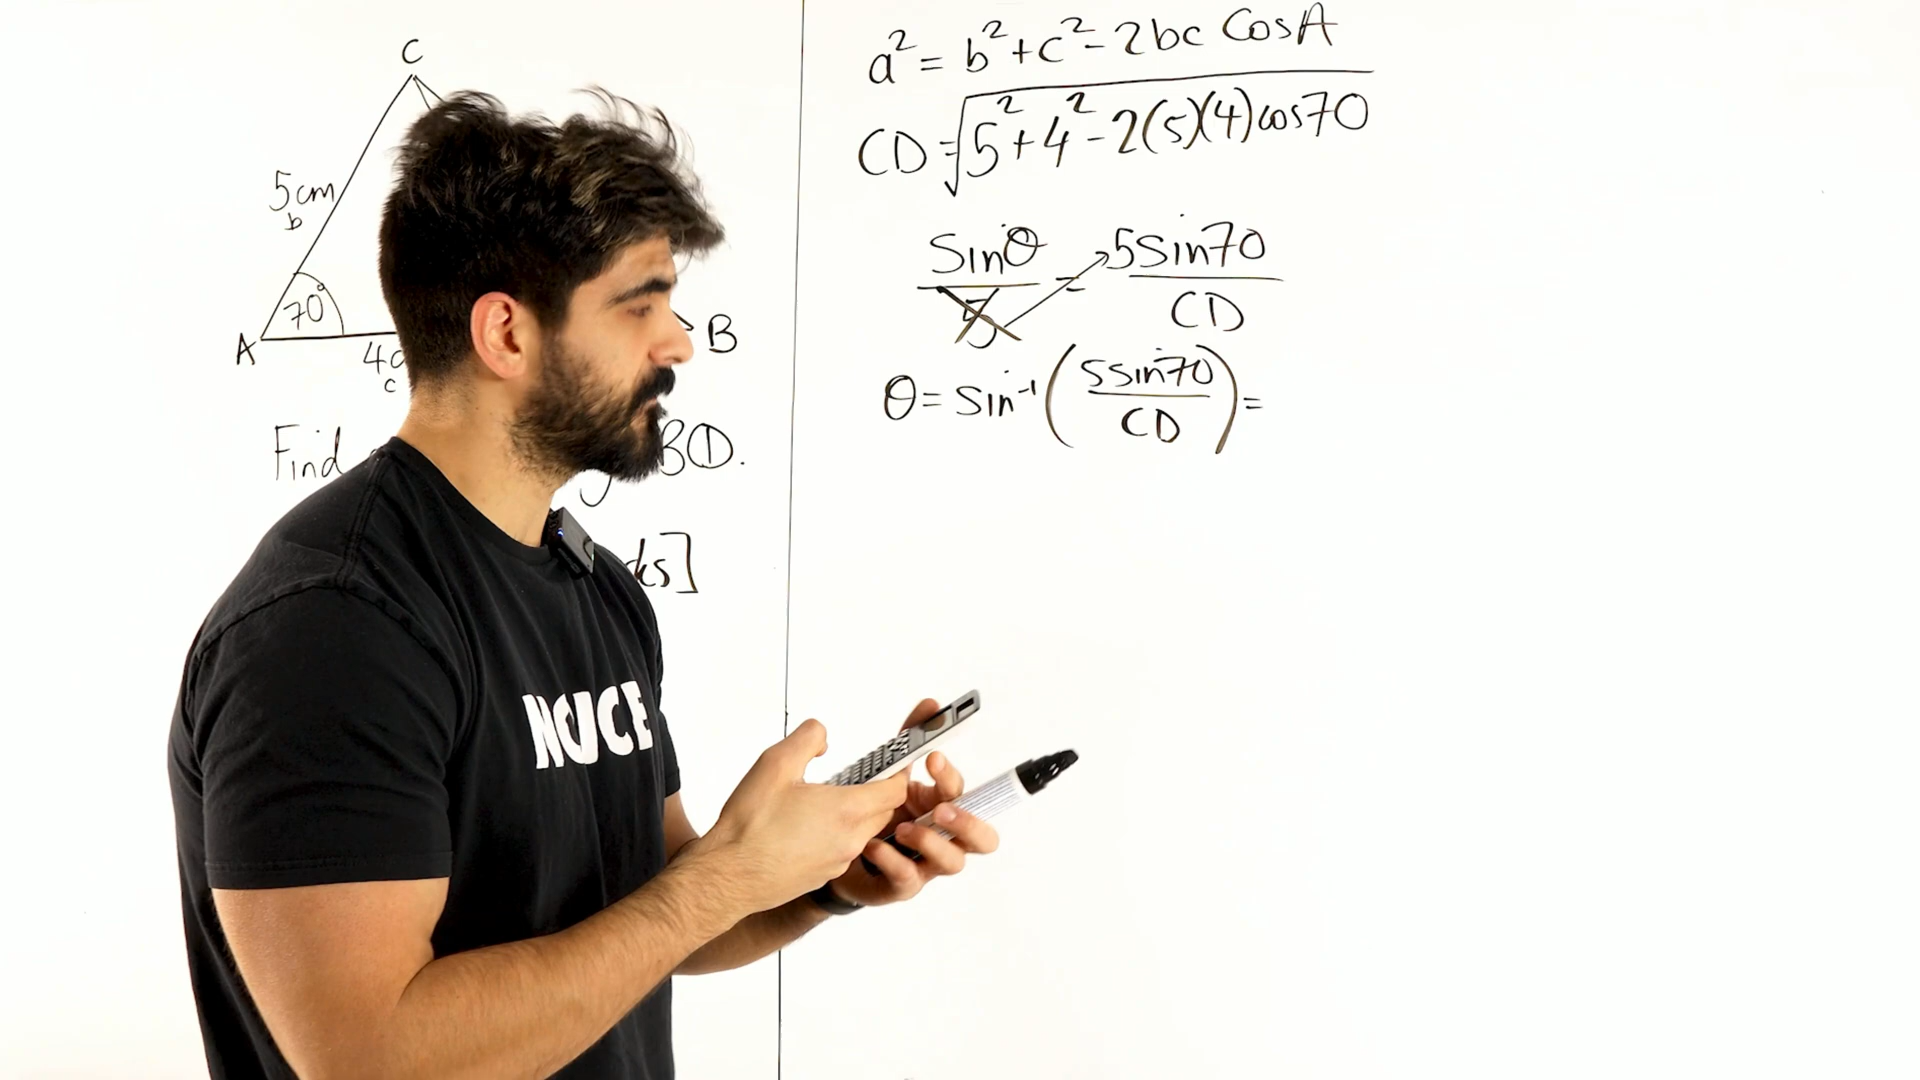 C
5cm
b
70°
A
4c
c
B
Find
BD.
ks]
a² = b² + c² - 2bc CosA
CD = √5² + 4² - 2(5)(4)cos70
Sinθ / 5 = 5Sin70 / CD
θ = Sin⁻¹ ( 5Sin70 / CD ) =